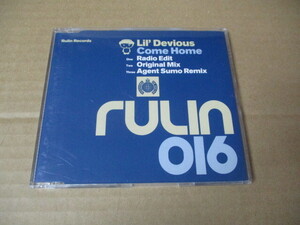 Rulin Records
Lil' Devious
Come Home
One Radio Edit
Two Original Mix
Three Agent Sumo Remix
rulin
016